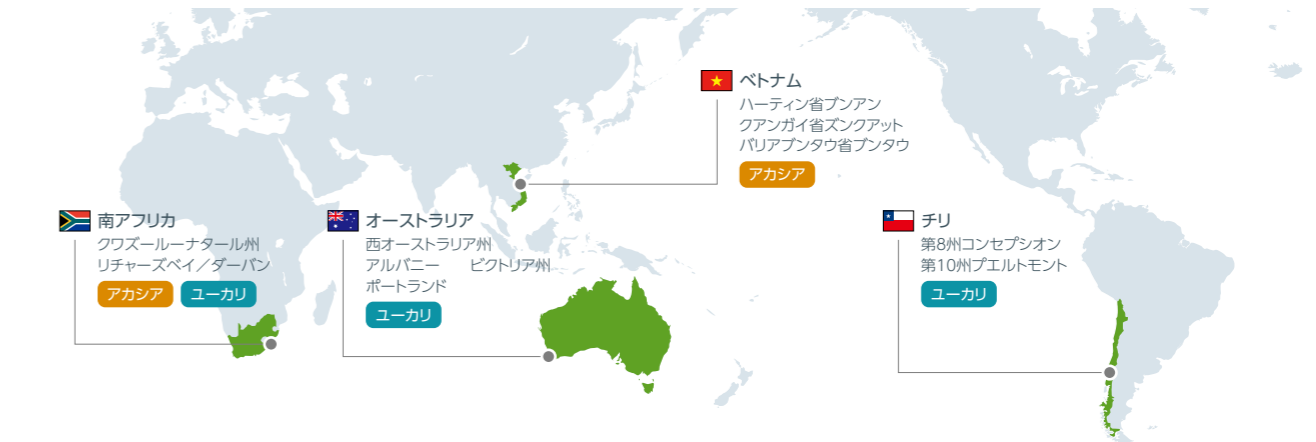 ベトナム
ハーティン省ブンアン
クアンガイ省ズンクアット
バリアブンタウ省ブンタウ
アカシア
南アフリカ
クワズールーナタール州
リチャーズベイ／ダーバン
アカシア ユーカリ
オーストラリア
西オーストラリア州
アルバニー　　ビクトリア州
ポートランド
ユーカリ
チリ
第8州コンセプシオン
第10州プエルトモント
ユーカリ